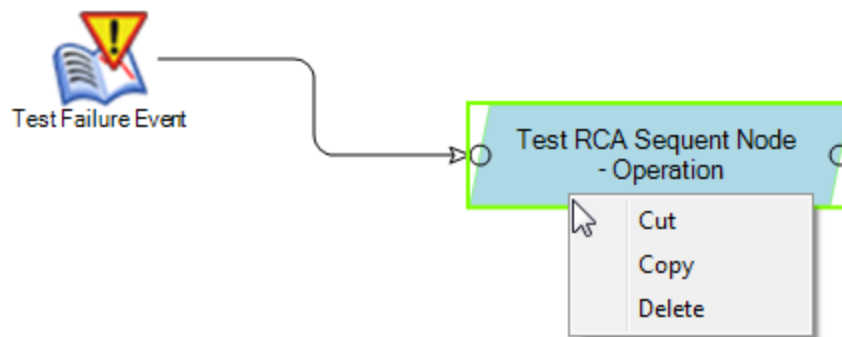 Test Failure Event
Test RCA Sequent Node
- Operation
Cut
Copy
Delete